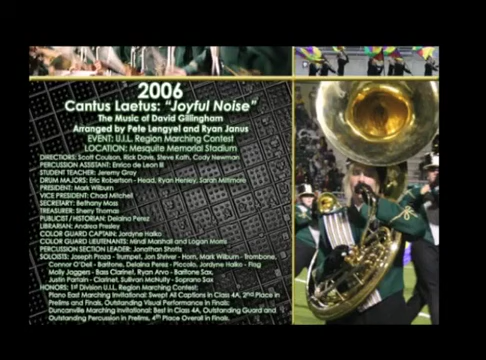 2006
Cantus Laetus: "Joyful Noise"
The Music of David Gillingham
Arranged by Pete Lengyel and Ryan Janus
EVENT: U.I.L. Region Marching Contest
LOCATION: Mesquite Memorial Stadium
DIRECTORS: Scott Coulson, Rick Davis, Steve Keith, Cody Newman
PERCUSSION ASSISTANT: Enrico de Leon III
STUDENT TEACHER: Jeremy Gray
DRUM MAJORS: Eric Robertson - Head, Ryan Hersley, Sarah
PRESIDENT: Mark Wilburn
VICE PRESIDENT: Chad Mitchell
SECRETARY: Bethany Moss
TREASURER: Sherry Thomas
PUBLICIST / HISTORIAN: Delaina Perez
LIBRARIAN: Andrea Presley
COLOR GUARD CAPTAIN: Jordyne Halko
COLOR GUARD LIEUTENANTS: Mindi Marshall and Logan Morris
PERCUSSION SECTION LEADER: Jonathan Shotts
SOLOISTS: Joseph Proza - Trumpet, Jon Shriver - Horn, Mark Wilburn - Trombone,
Connor O'Dell - Baritone, Delaina Perez - Piccolo, Jordyne Halko - Flag
Molly Jaggers - Bass Clarinet, Ryan Arvo - Baritone Sax,
Justin Partain - Clarinet, Sullivan McNulty - Soprano Sax
HONORS: 1st Division U.I.L. Region Marching Contest;
Plano East Marching Invitational: Swept All Captions in Class 4A, 2nd Place in
Prelims and Finals, Outstanding Visual Performance in Finals;
Duncanville Marching Invitational: Best in Class 4A, Outstanding Guard and
Outstanding Percussion in Prelims, 4th Place Overall in Finals.